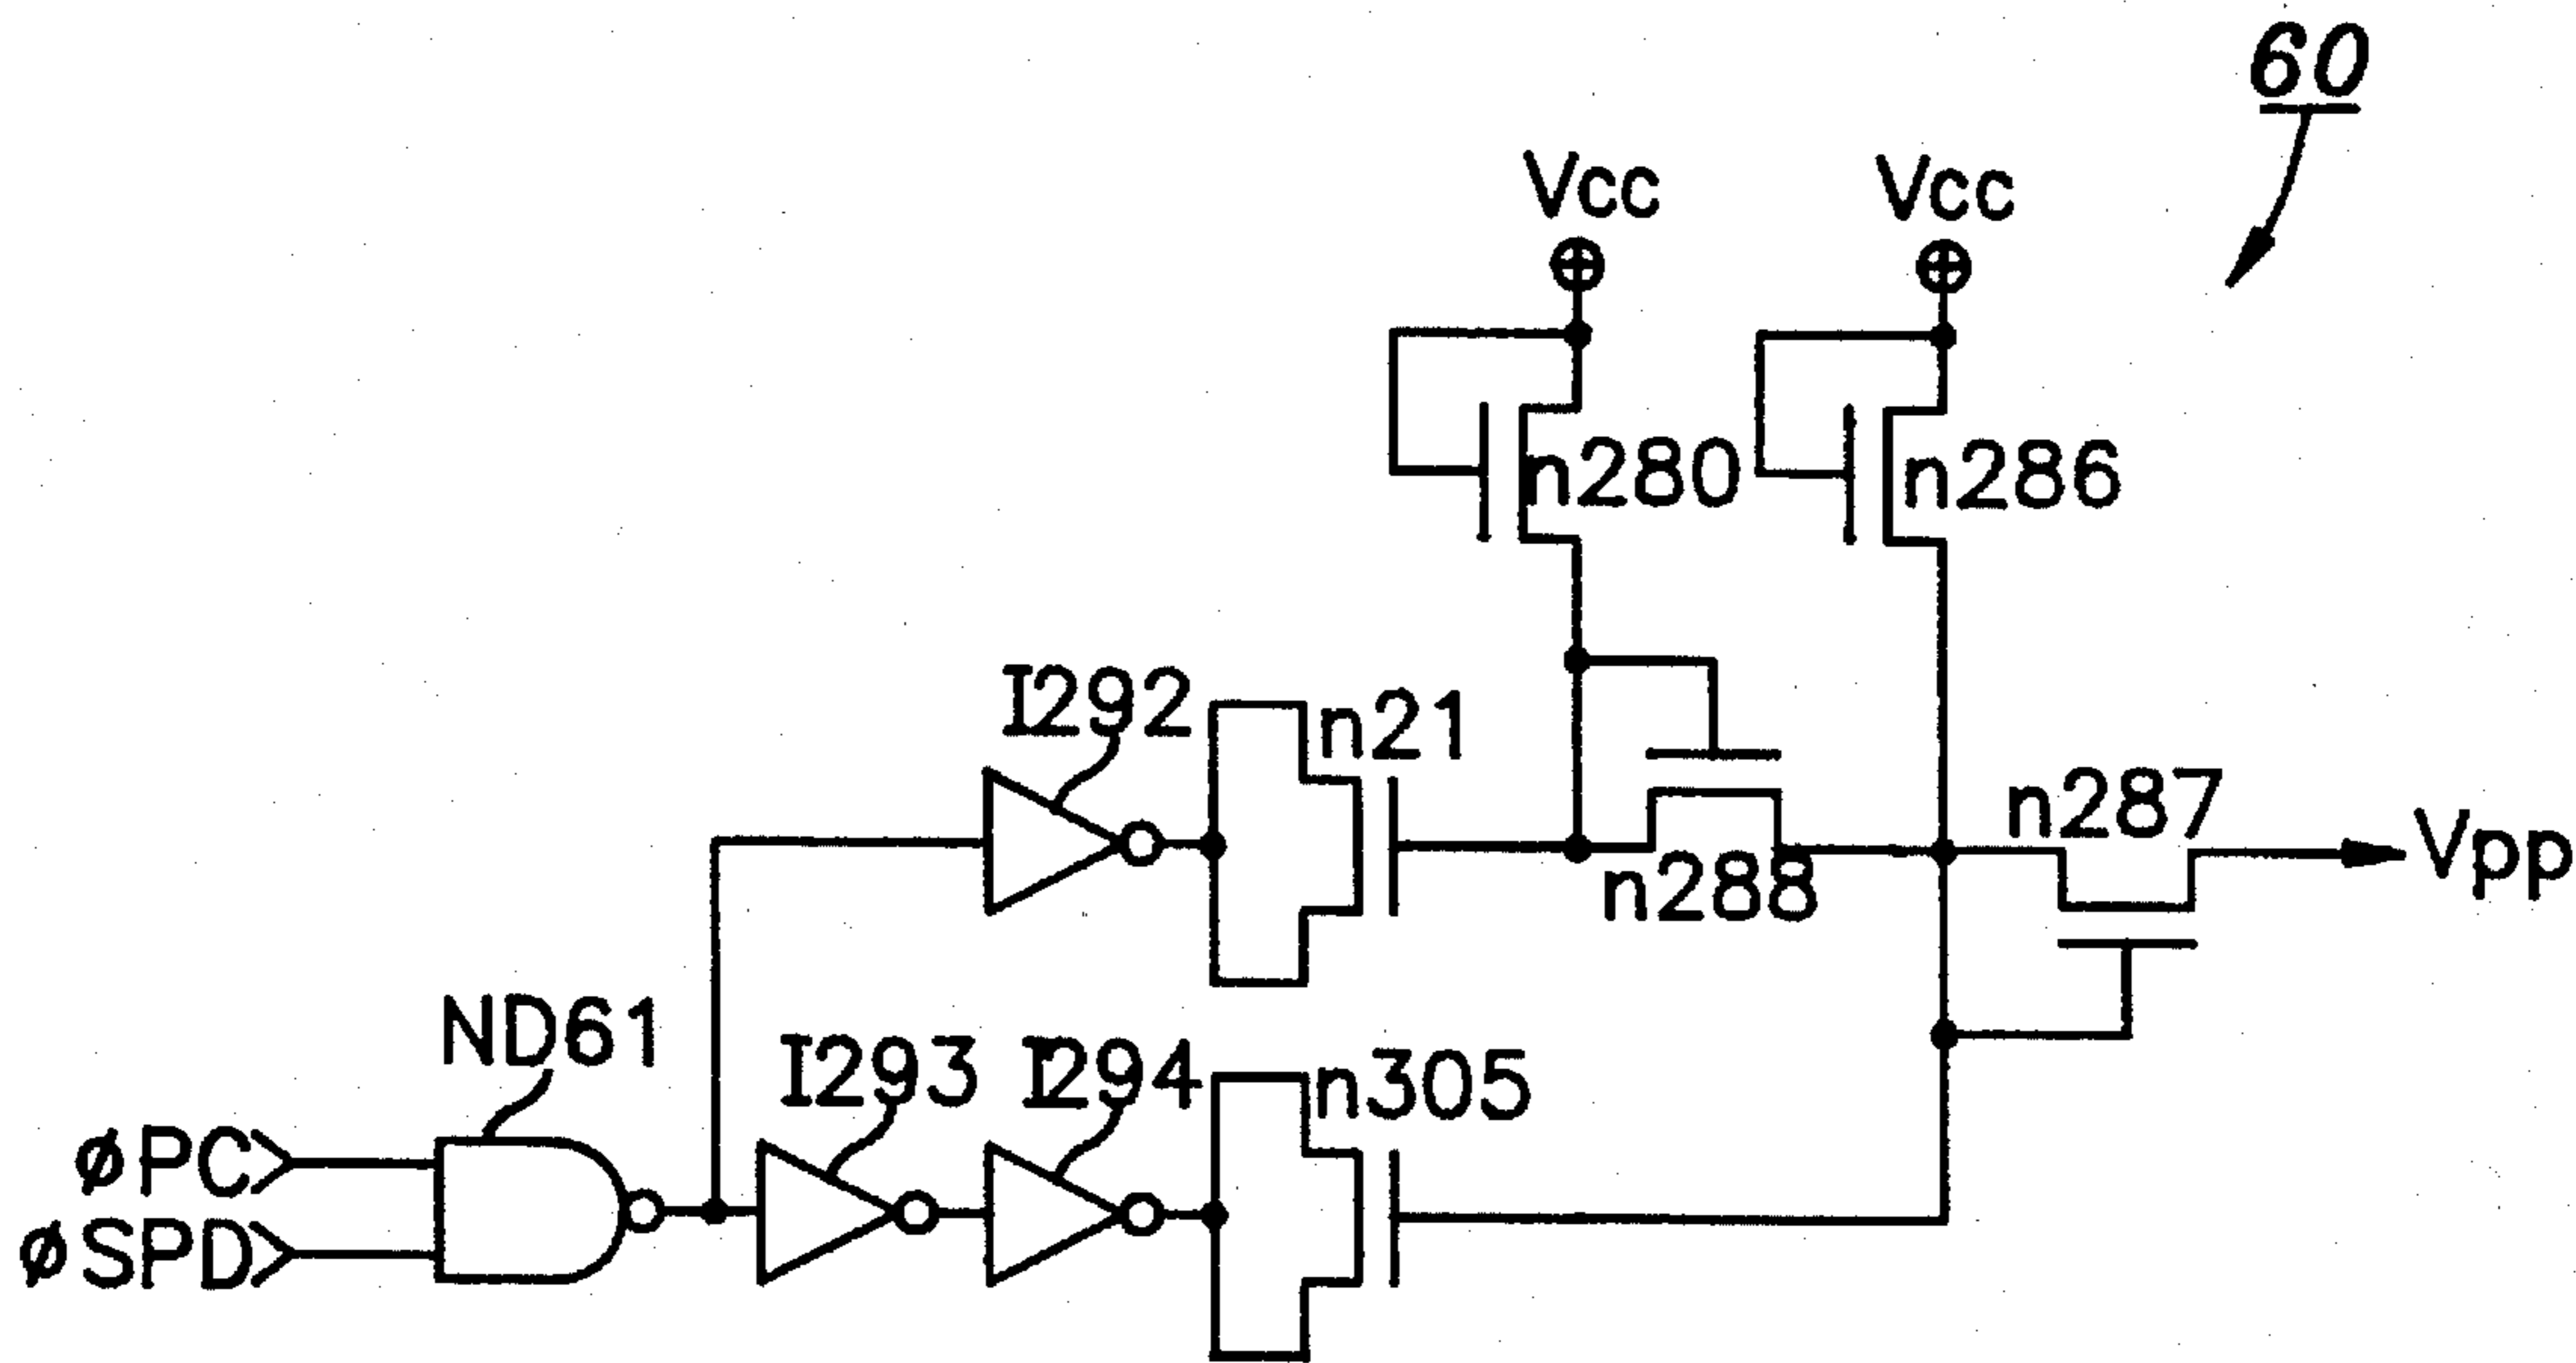 60
Vcc Vcc
n280 n286
I292 n21
n287
Vpp
n288
ND61
I293 I294 n305
øPC
øSPD